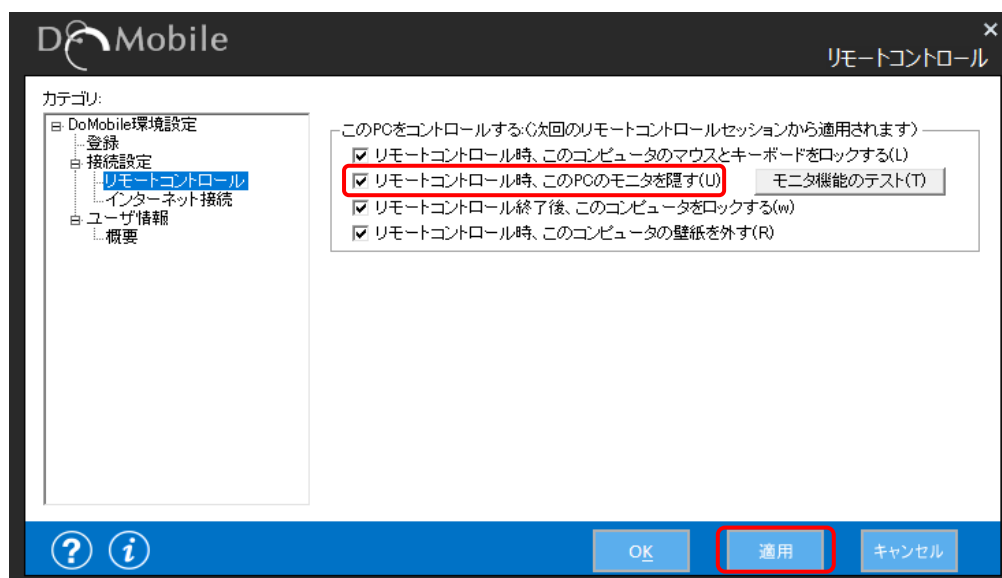 DoMobile
×
リモートコントロール
カテゴリ:
DoMobile環境設定
登録
接続設定
リモートコントロール
インターネット接続
ユーザ情報
概要
このPCをコントロールする:(次回のリモートコントロールセッションから適用されます)
リモートコントロール時、このコンピュータのマウスとキーボードをロックする(L)
リモートコントロール時、このPCのモニタを隠す(U)
モニタ機能のテスト(T)
リモートコントロール終了後、このコンピュータをロックする(w)
リモートコントロール時、このコンピュータの壁紙を外す(R)
? i
OK 適用 キャンセル